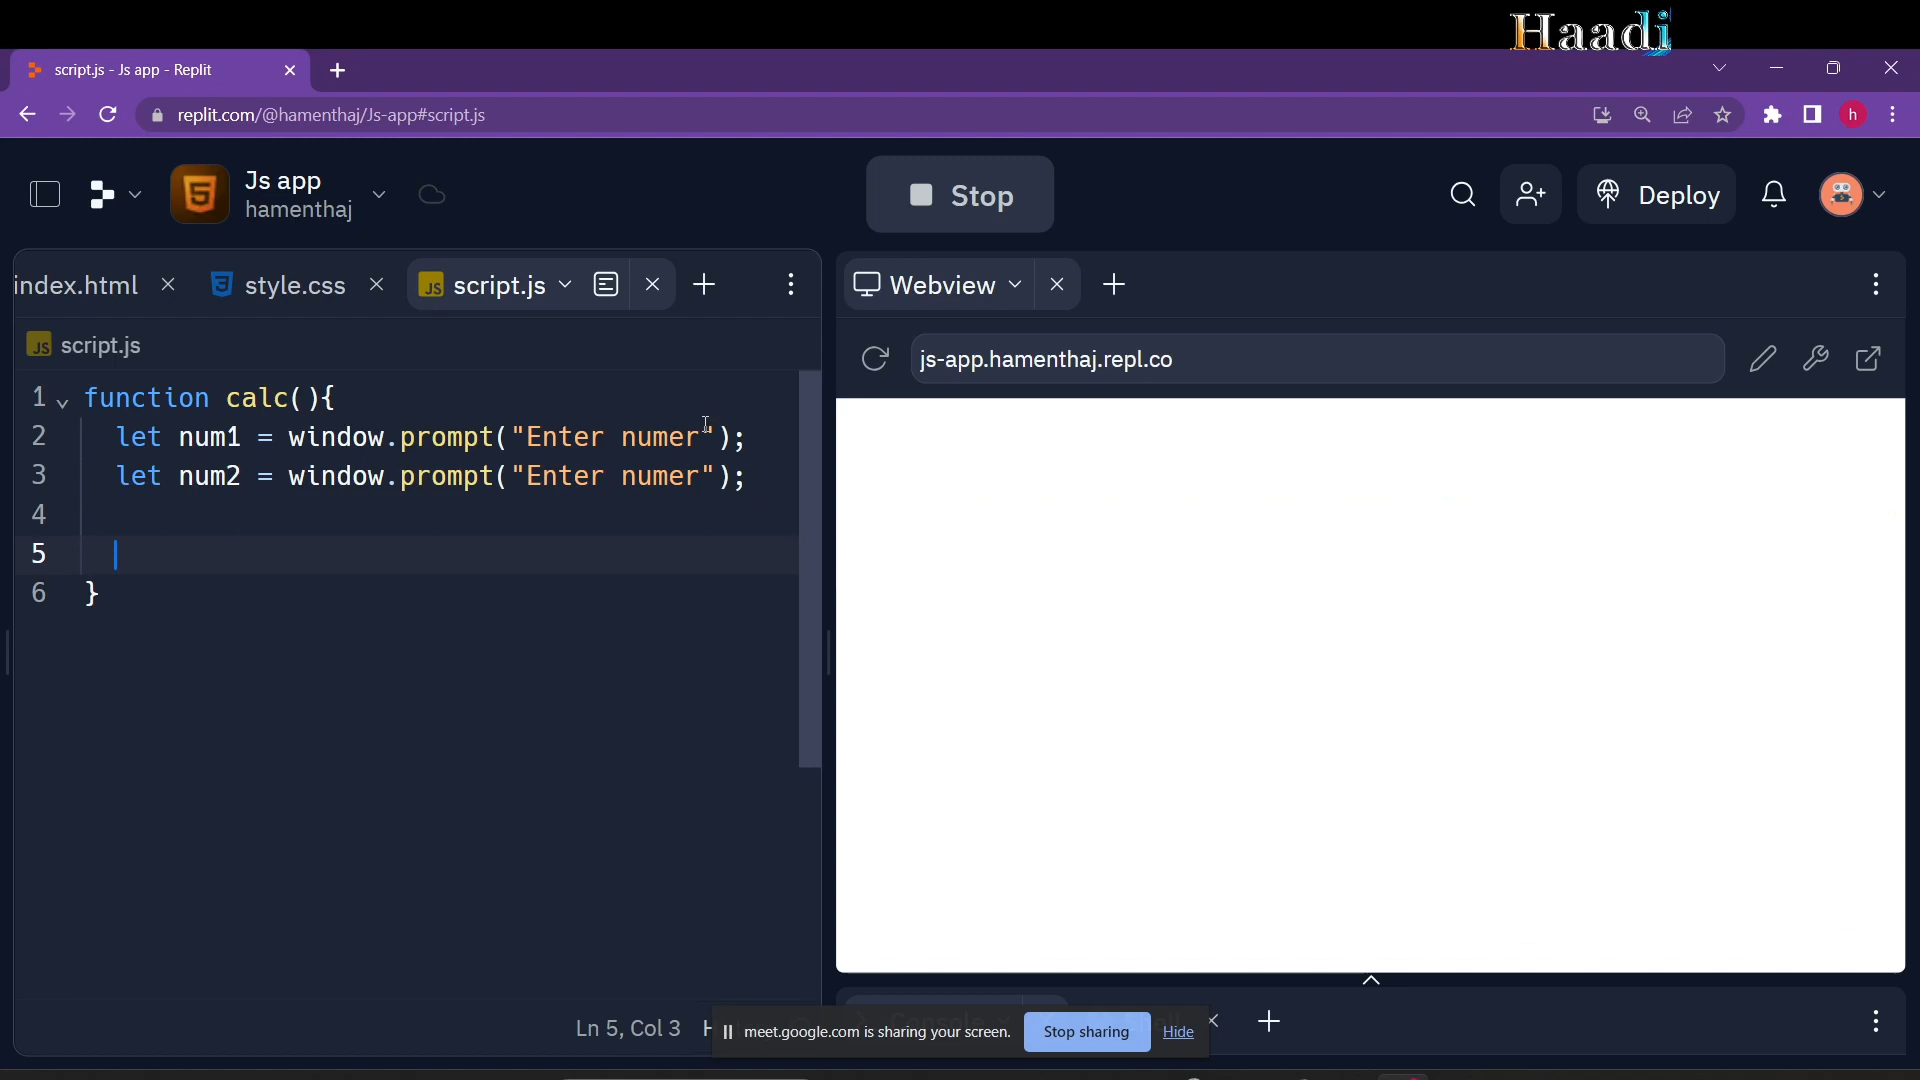 Haadi
script.js - Js app - Replit
replit.com/@hamenthaj/Js-app#script.js
h
Js app
hamenthaj
Stop
Deploy
index.html
style.css
JS script.js
Webview
JS script.js
js-app.hamenthaj.repl.co
1 function calc(){
2 let num1 = window.prompt("Enter numer");
3 let num2 = window.prompt("Enter numer");
4
5
6 }
Console
Ln 5, Col 3
meet.google.com is sharing your screen.
Stop sharing
Hide